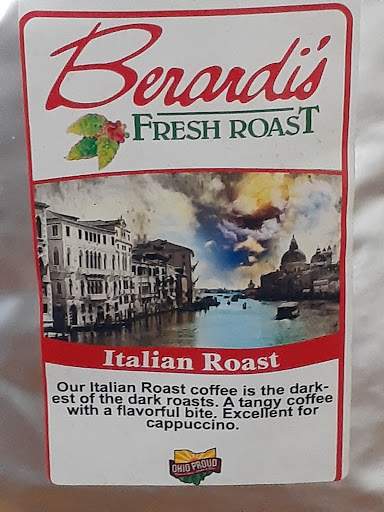 Berardi's
FRESH ROAST
Italian Roast
Our Italian Roast coffee is the dark-
est of the dark roasts. A tangy coffee
with a flavorful bite. Excellent for
cappuccino.
OHIO PROUD